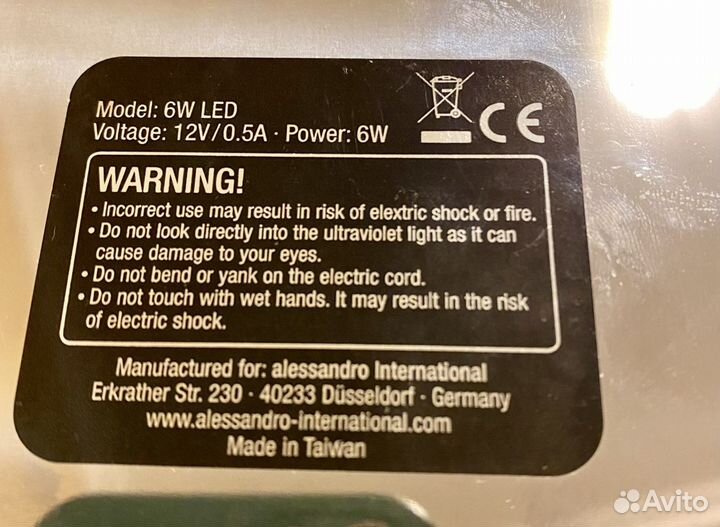 Model: 6W LED
Voltage: 12V/0.5A · Power: 6W
CE
WARNING!
• Incorrect use may result in risk of elextric shock or fire.
• Do not look directly into the ultraviolet light as it can
cause damage to your eyes.
• Do not bend or yank on the electric cord.
• Do not touch with wet hands. It may result in the risk
of electric shock.
Manufactured for: alessandro International
Erkrather Str. 230 · 40233 Düsseldorf · Germany
www.alessandro-international.com
Made in Taiwan
Avito